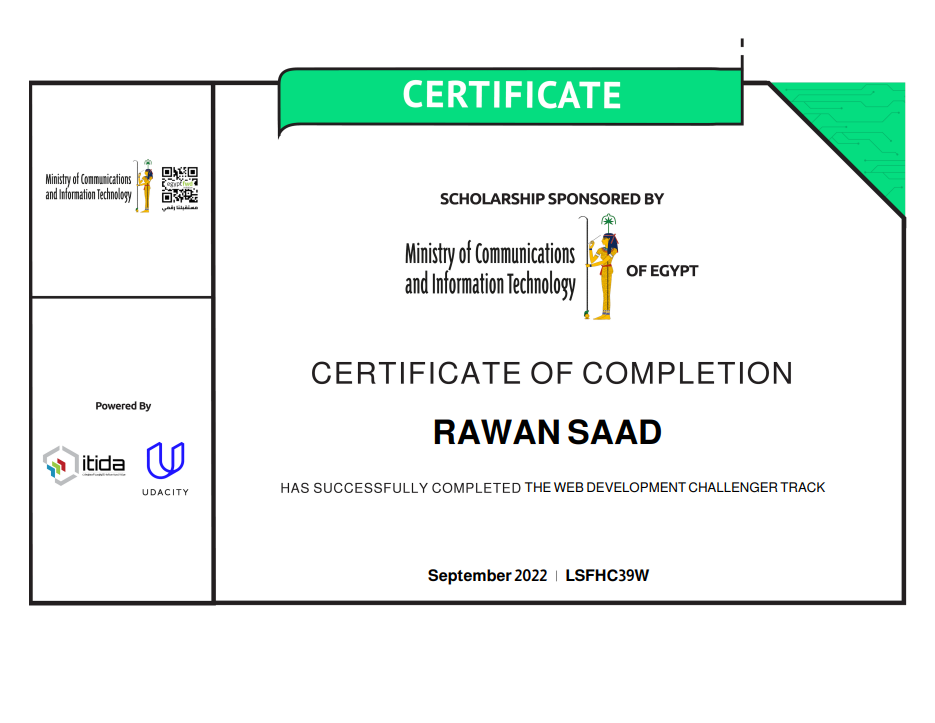 CERTIFICATE
Ministry of Communications
and Information Technology
egyptfwd
مستقبلنا رقمي
SCHOLARSHIP SPONSORED BY
Ministry of Communications
and Information Technology
OF EGYPT
CERTIFICATE OF COMPLETION
RAWAN SAAD
HAS SUCCESSFULLY COMPLETED THE WEB DEVELOPMENT CHALLENGER TRACK
Powered By
itida
UDACITY
September 2022 | LSFHC39W